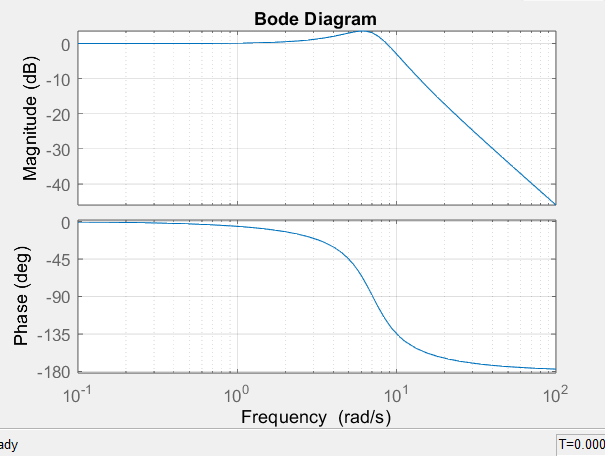 Bode Diagram
Magnitude (dB)
0
-10
-20
-30
-40
Phase (deg)
0
-45
-90
-135
-180
10^-1 10^0 10^1 10^2
Frequency (rad/s)
ady T=0.000